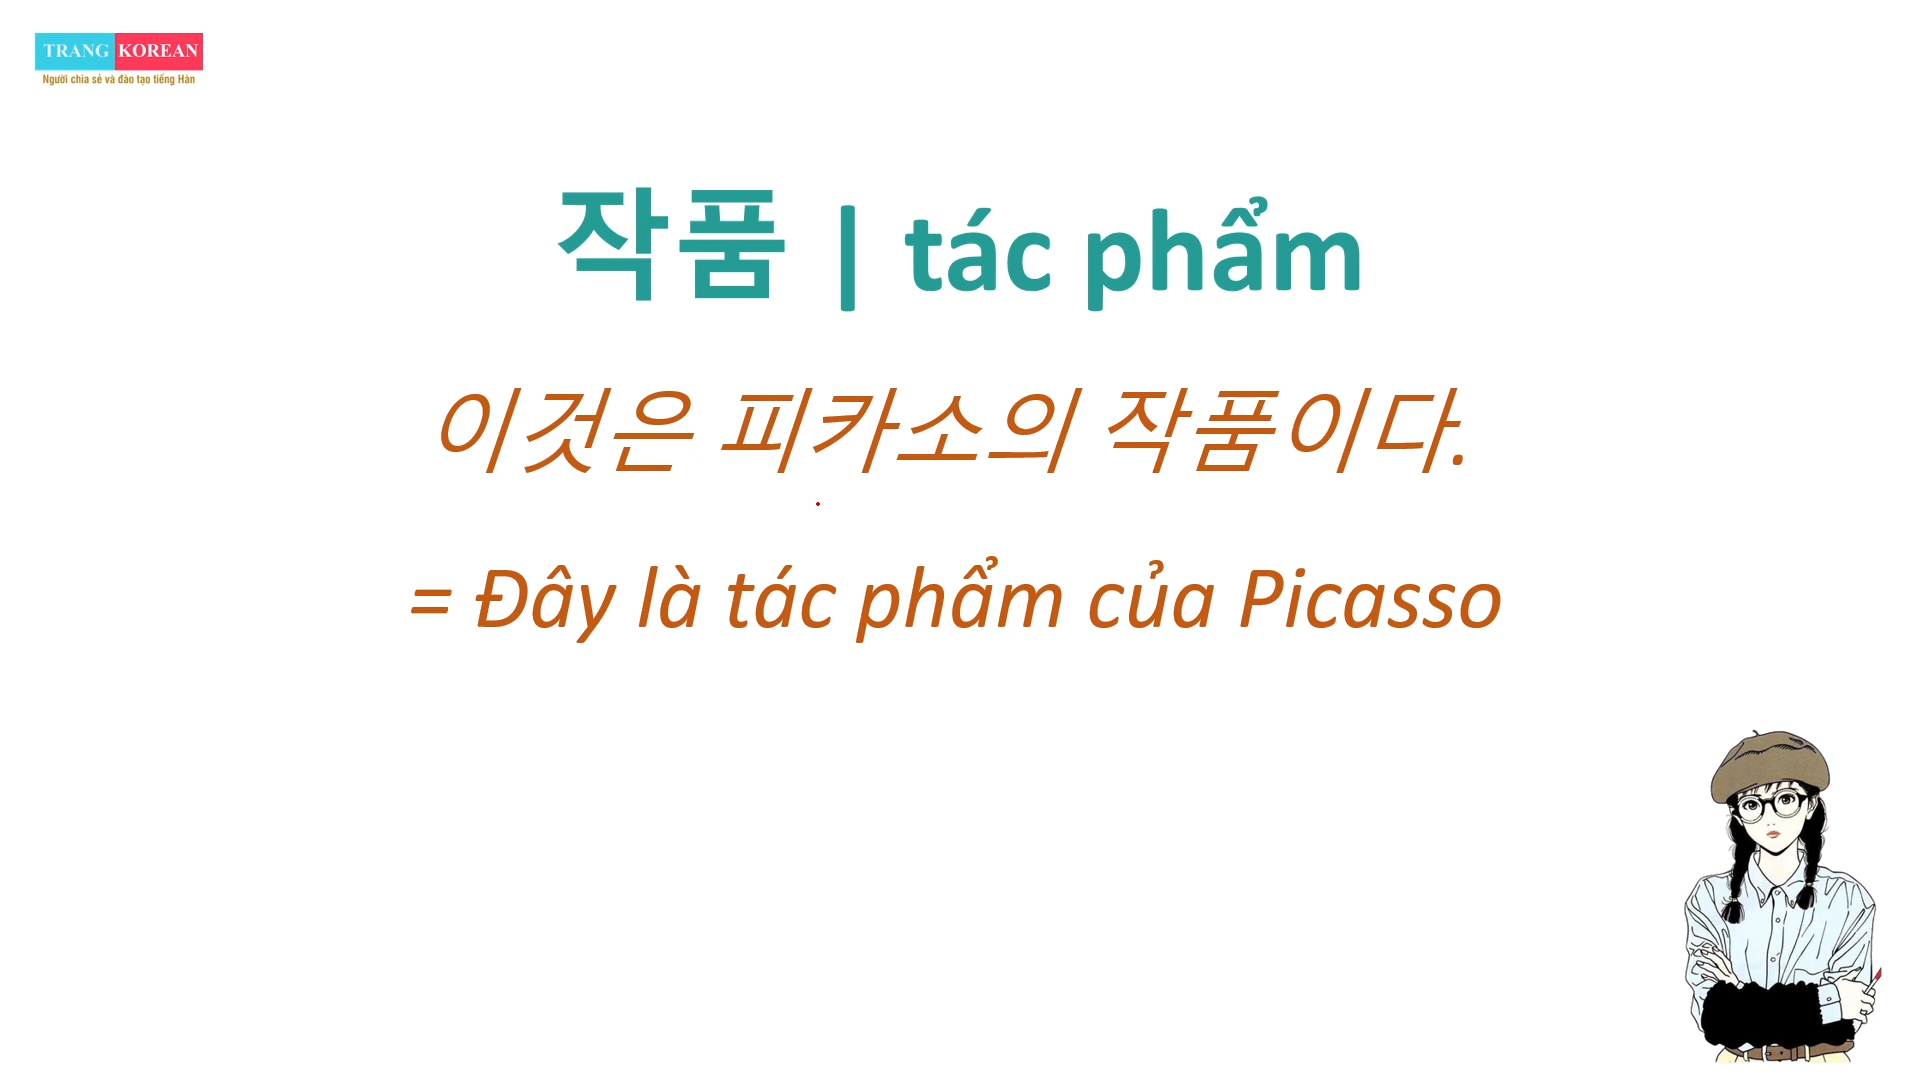 TRANG KOREAN
Người chia sẻ và đào tạo tiếng Hàn
작품 | tác phẩm
이것은 피카소의 작품이다.
= Đây là tác phẩm của Picasso